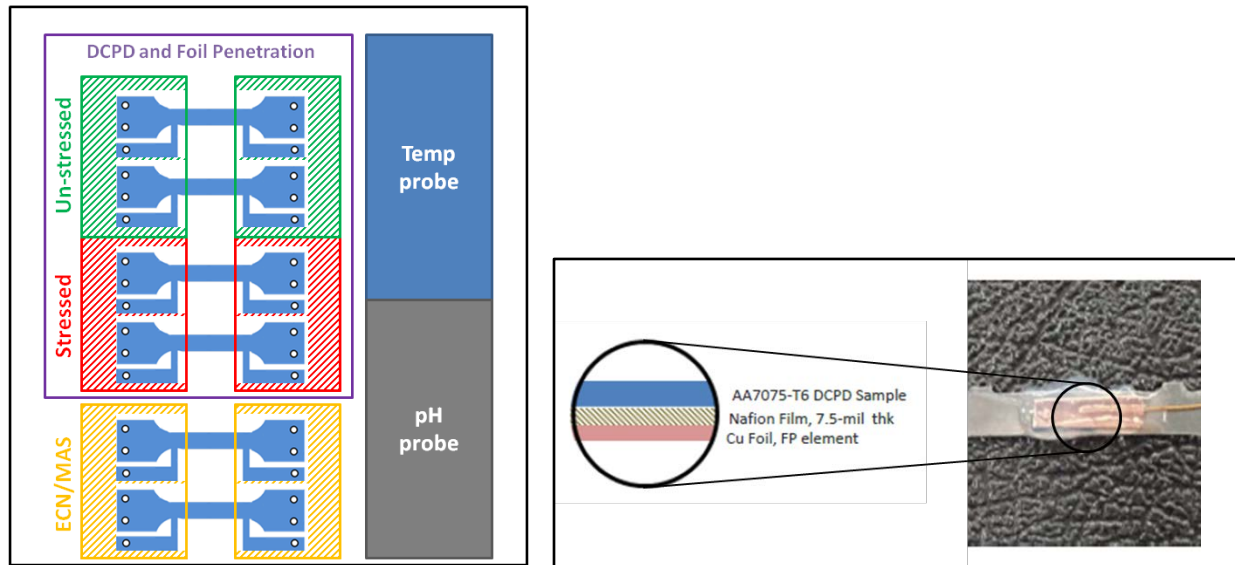 DCPD and Foil Penetration
Un-stressed
Stressed
ECN/MAS
Temp
probe
pH
probe
AA7075-T6 DCPD Sample
Nafion Film, 7.5-mil thk
Cu Foil, FP element